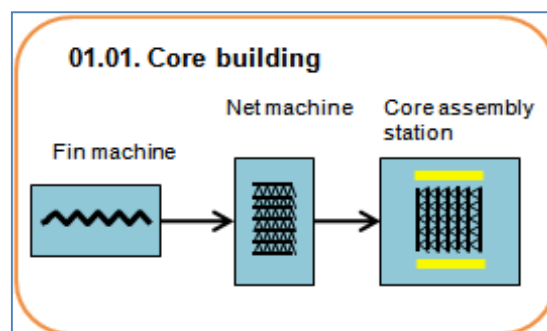 01.01. Core building
Net machine
Core assembly
station
Fin machine